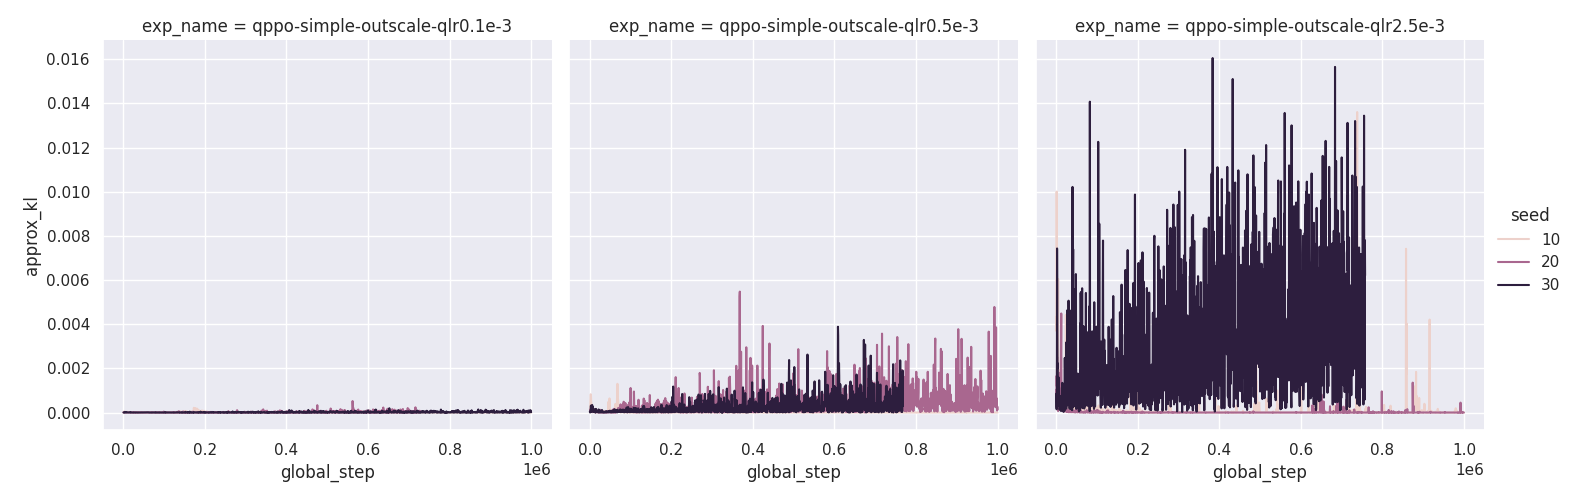 exp_name = qppo-simple-outscale-qlr0.1e-3
exp_name = qppo-simple-outscale-qlr0.5e-3
exp_name = qppo-simple-outscale-qlr2.5e-3
0.016
0.014
0.012
0.010
0.008
0.006
0.004
0.002
0.000
approx_kl
0.0 0.2 0.4 0.6 0.8 1.0
1e6
global_step
0.0 0.2 0.4 0.6 0.8 1.0
1e6
global_step
0.0 0.2 0.4 0.6 0.8 1.0
1e6
global_step
seed
10
20
30